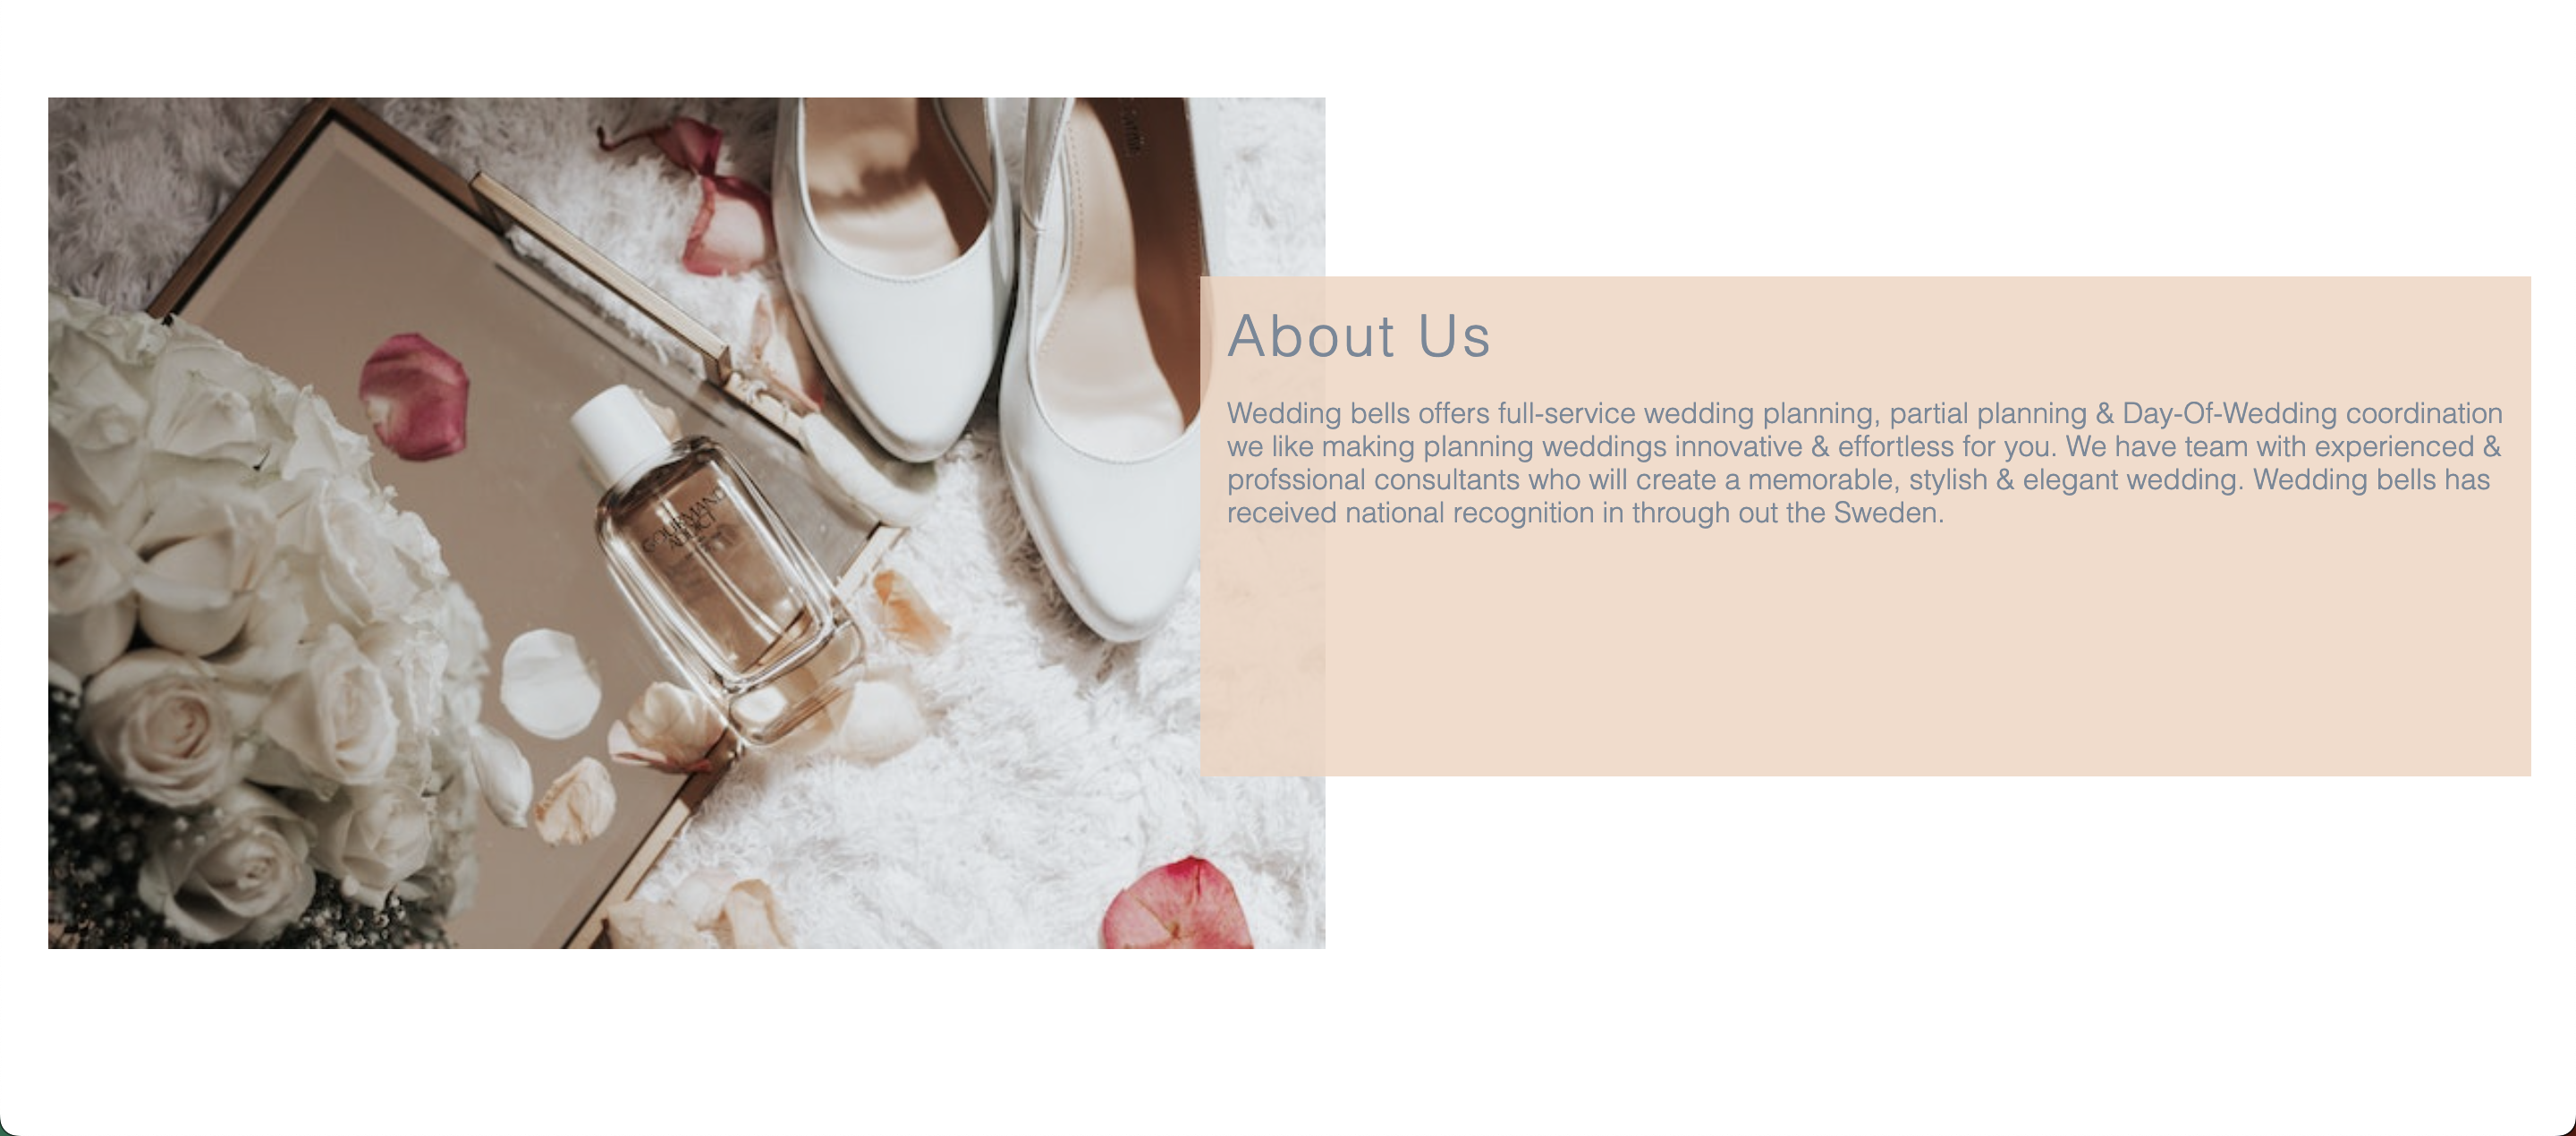 About Us
Wedding bells offers full-service wedding planning, partial planning & Day-Of-Wedding coordination
we like making planning weddings innovative & effortless for you. We have team with experienced &
profssional consultants who will create a memorable, stylish & elegant wedding. Wedding bells has
received national recognition in through out the Sweden.
GOURMAND
ADDICT